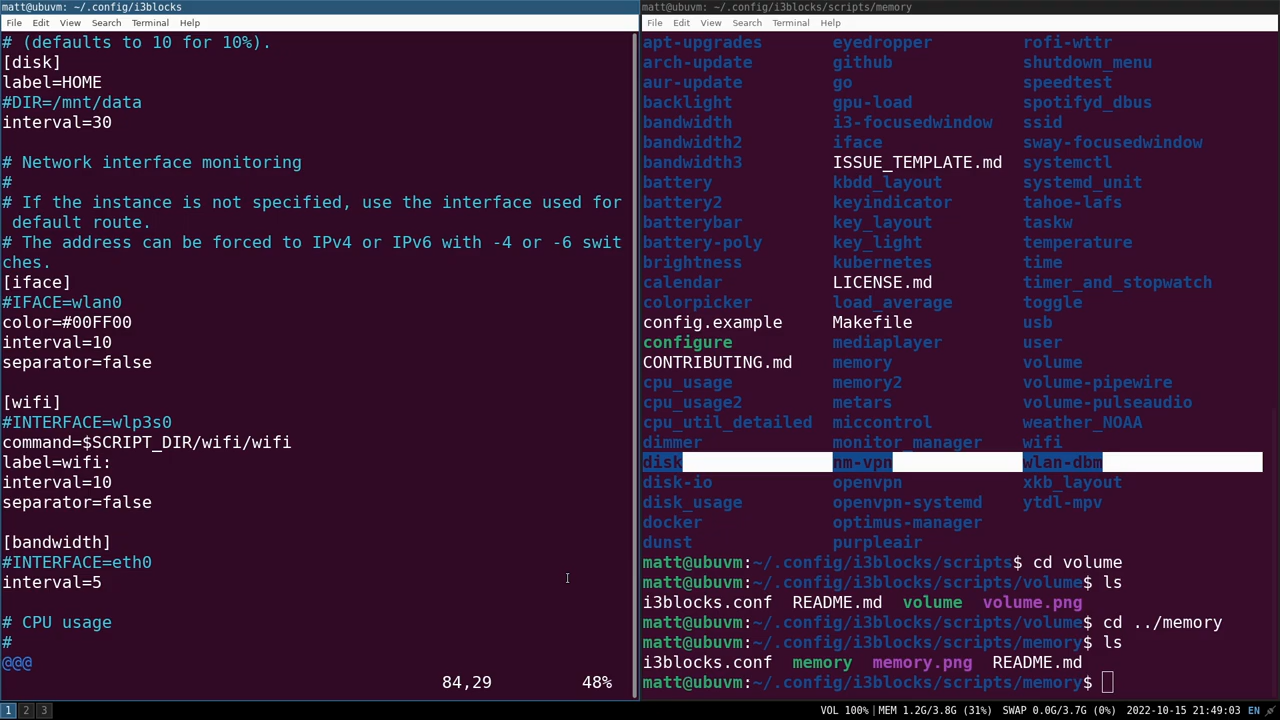 matt@ubuvm: ~/.config/i3blocks
File Edit View Search Terminal Help
# (defaults to 10 for 10%).
[disk]
label=HOME
#DIR=/mnt/data
interval=30
# Network interface monitoring
#
# If the instance is not specified, use the interface used for
default route.
# The address can be forced to IPv4 or IPv6 with -4 or -6 swit
ches.
[iface]
#IFACE=wlan0
color=#00FF00
interval=10
separator=false
[wifi]
#INTERFACE=wlp3s0
command=$SCRIPT_DIR/wifi/wifi
label=wifi:
interval=10
separator=false
[bandwidth]
#INTERFACE=eth0
interval=5
# CPU usage
#
@@@
84,29 48%
matt@ubuvm: ~/.config/i3blocks/scripts/memory
File Edit View Search Terminal Help
apt-upgrades eyedropper rofi-wttr
arch-update github shutdown_menu
aur-update go speedtest
backlight gpu-load spotifyd_dbus
bandwidth i3-focusedwindow ssid
bandwidth2 iface sway-focusedwindow
bandwidth3 ISSUE_TEMPLATE.md systemctl
battery kbdd_layout systemd_unit
battery2 keyindicator tahoe-lafs
batterybar key_layout taskw
battery-poly key_light temperature
brightness kubernetes time
calendar LICENSE.md timer_and_stopwatch
colorpicker load_average toggle
config.example Makefile usb
configure mediaplayer user
CONTRIBUTING.md memory volume
cpu_usage memory2 volume-pipewire
cpu_usage2 metars volume-pulseaudio
cpu_util_detailed miccontrol weather_NOAA
dimmer monitor_manager wifi
disk nm-vpn wlan-dbm
disk-io openvpn xkb_layout
disk_usage openvpn-systemd ytdl-mpv
docker optimus-manager
dunst purpleair
matt@ubuvm:~/.config/i3blocks/scripts$ cd volume
matt@ubuvm:~/.config/i3blocks/scripts/volume$ ls
i3blocks.conf README.md volume volume.png
matt@ubuvm:~/.config/i3blocks/scripts/volume$ cd ../memory
matt@ubuvm:~/.config/i3blocks/scripts/memory$ ls
i3blocks.conf memory memory.png README.md
matt@ubuvm:~/.config/i3blocks/scripts/memory$
1 2 3 VOL 100% MEM 1.2G/3.8G (31%) SWAP 0.0G/3.7G (0%) 2022-10-15 21:49:03 EN